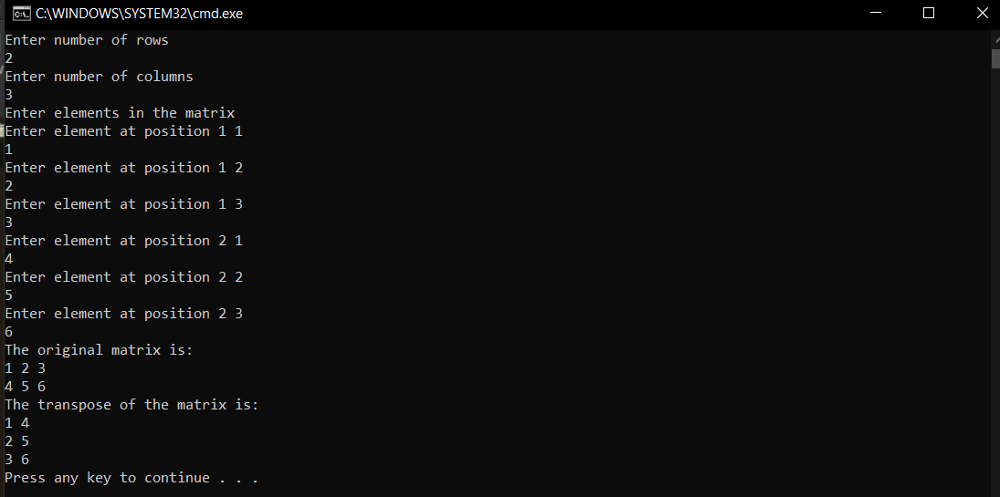 C:\WINDOWS\SYSTEM32\cmd.exe
Enter number of rows
2
Enter number of columns
3
Enter elements in the matrix
Enter element at position 1 1
1
Enter element at position 1 2
2
Enter element at position 1 3
3
Enter element at position 2 1
4
Enter element at position 2 2
5
Enter element at position 2 3
6
The original matrix is:
1 2 3
4 5 6
The transpose of the matrix is:
1 4
2 5
3 6
Press any key to continue . . .